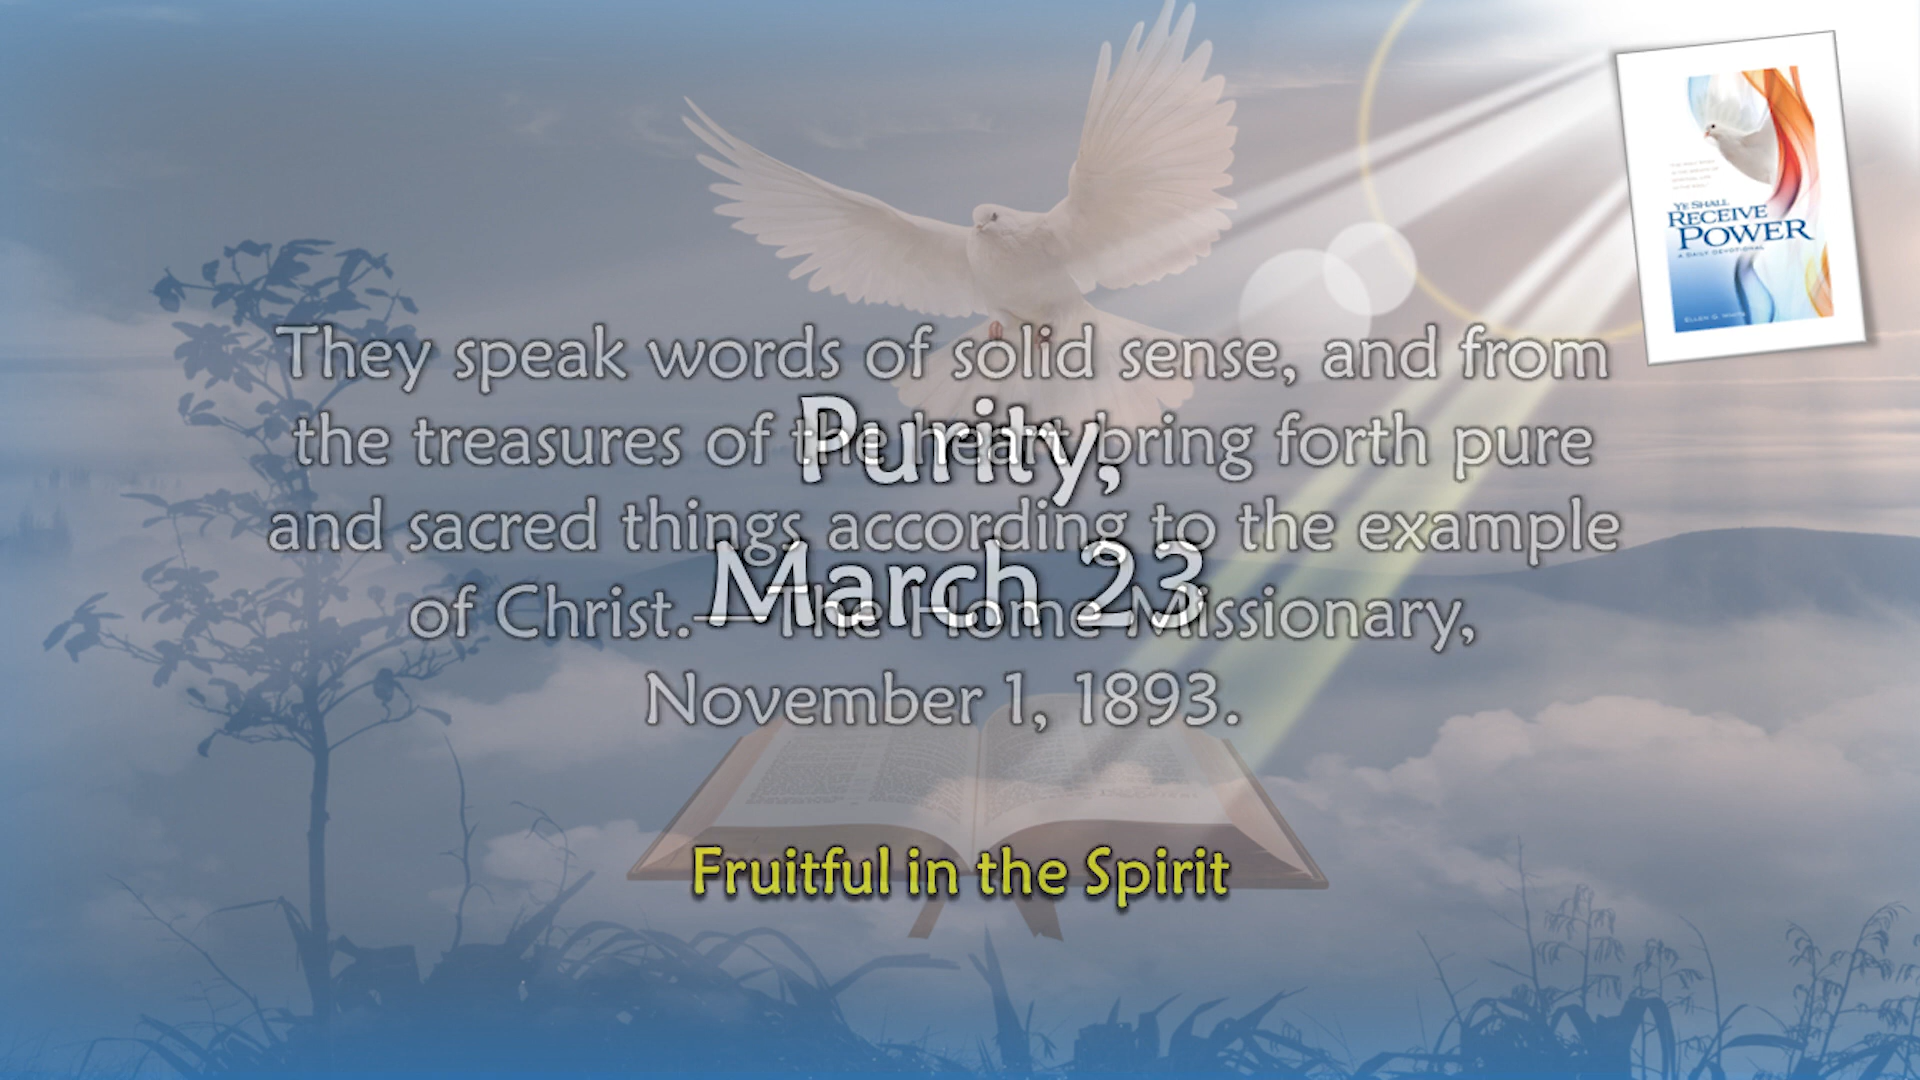 They speak words of solid sense, and from
the treasures of the heart bring forth pure
and sacred things according to the example
of Christ.—The Home Missionary,
November 1, 1893.
Purity,
March 23
Fruitful in the Spirit
YE SHALL
RECEIVE
POWER
A DAILY DEVOTIONAL
ELLEN G. WHITE